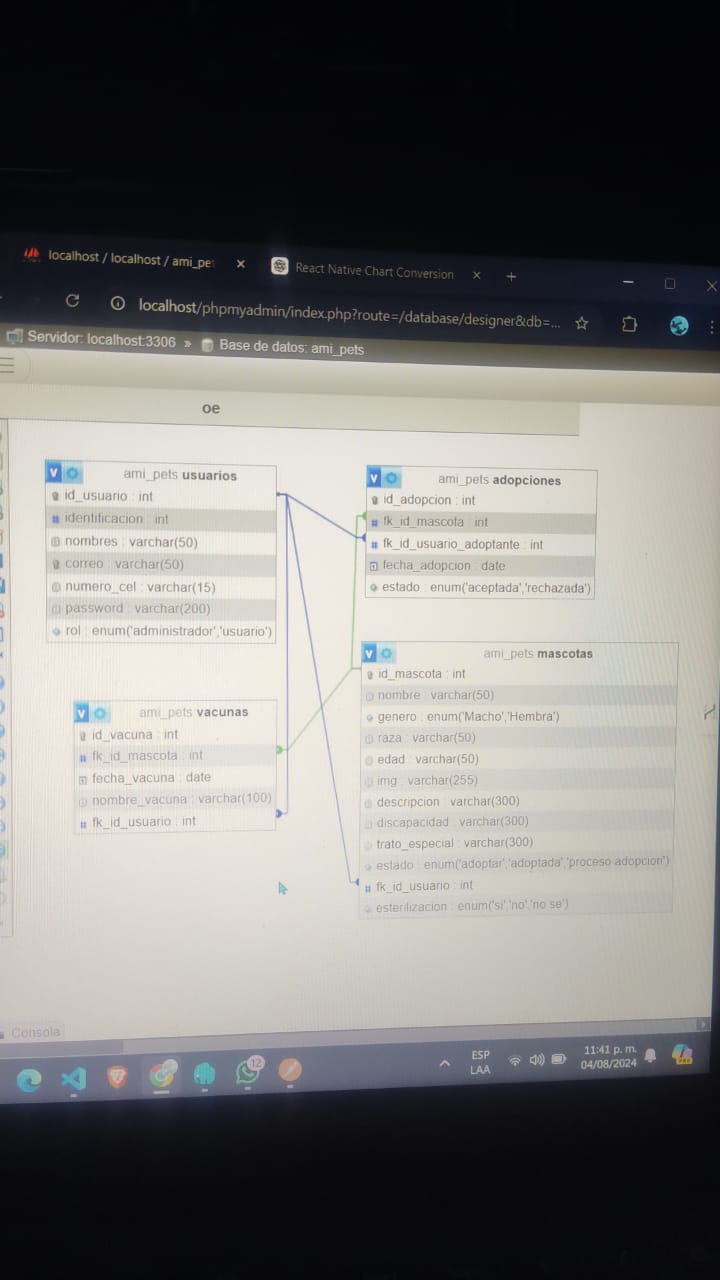 localhost / localhost / ami_pe
React Native Chart Conversion
localhost/phpmyadmin/index.php?route=/database/designer&db=...
Servidor: localhost:3306 » Base de datos: ami_pets
oe
V ami_pets usuarios
id_usuario : int
# identificacion : int
nombres : varchar(50)
correo : varchar(50)
numero_cel : varchar(15)
password : varchar(200)
rol : enum('administrador','usuario')
V ami_pets adopciones
id_adopcion : int
# fk_id_mascota : int
# fk_id_usuario_adoptante : int
fecha_adopcion : date
estado : enum('aceptada','rechazada')
V ami_pets vacunas
id_vacuna : int
# fk_id_mascota : int
fecha_vacuna : date
nombre_vacuna : varchar(100)
# fk_id_usuario : int
V ami_pets mascotas
id_mascota : int
nombre : varchar(50)
genero : enum('Macho','Hembra')
raza : varchar(50)
edad : varchar(50)
img : varchar(255)
descripcion : varchar(300)
discapacidad : varchar(300)
trato_especial : varchar(300)
estado : enum('adoptar','adoptada','proceso adopcion')
# fk_id_usuario : int
esterilizacion : enum('si','no','no se')
Consola
12
ESP
LAA
11:41 p. m.
04/08/2024